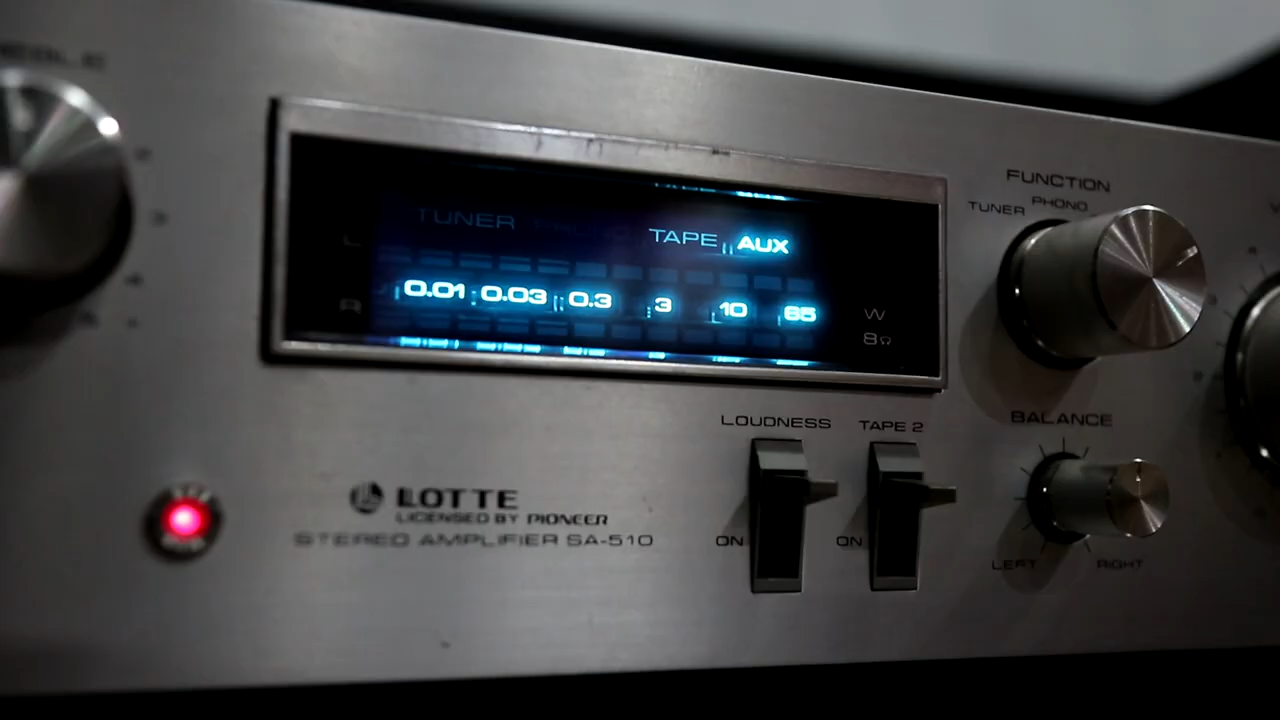 FUNCTION
TUNER PHONO
TUNER TAPE AUX
L
0.01 0.03 0.3 3 10 65
R W
8Ω
LOUDNESS TAPE 2 BALANCE
LOTTE
LICENSED BY PIONEER
STEREO AMPLIFIER SA-510
ON ON
LEFT RIGHT